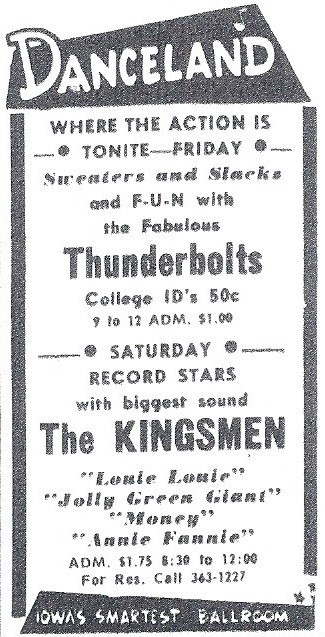 DANCELAND
WHERE THE ACTION IS
TONITE—FRIDAY
Sweaters and Slacks
and F-U-N with
the Fabulous
Thunderbolts
College ID's 50c
9 to 12 ADM. $1.00
SATURDAY
RECORD STARS
with biggest sound
The KINGSMEN
"Louie Louie"
"Jolly Green Giant"
"Money"
"Annie Fannie"
ADM. $1.75 8:30 to 12:00
For Res. Call 363-1227
IOWA'S SMARTEST BALLROOM